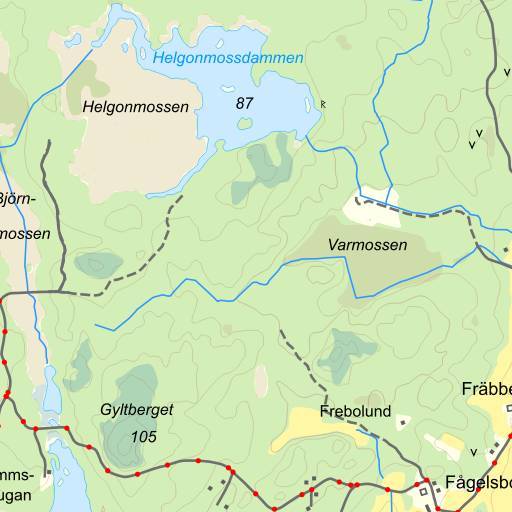 Helgonmossdammen
Helgonmossen
87
R
Björn-
mossen
Varmossen
Gyltberget
105
Frebolund
Fräbbe
Fågelsbo
mms-
ugan